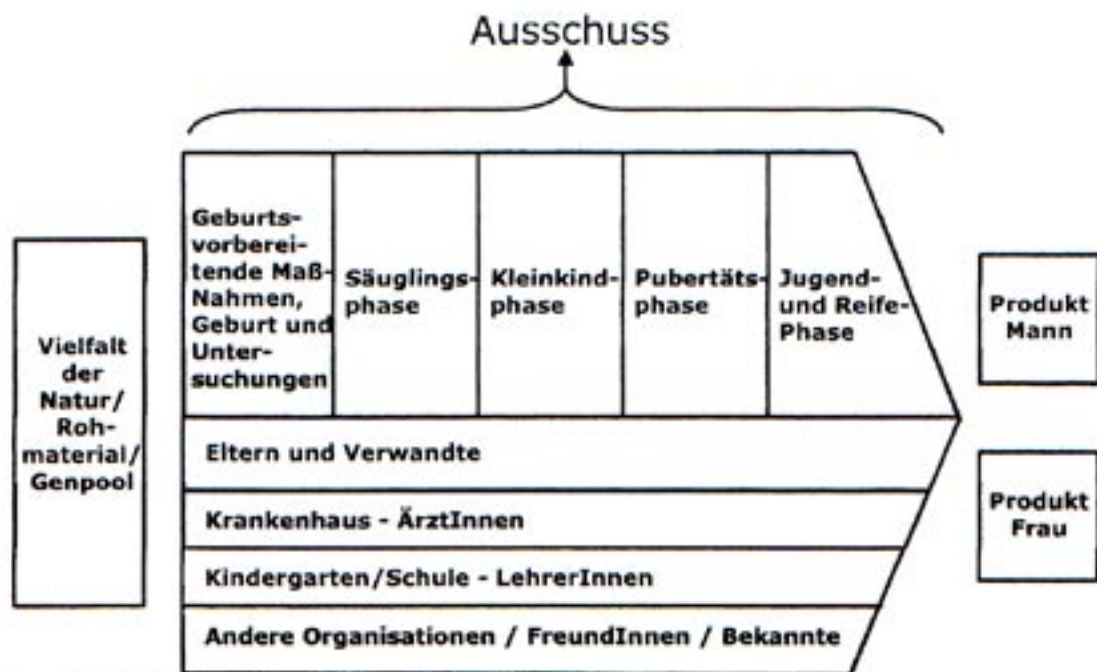 Ausschuss
Vielfalt
der
Natur/
Roh-
material/
Genpool
Geburts-
vorberei-
tende Maß-
Nahmen,
Geburt und
Unter-
suchungen
Säuglings-
phase
Kleinkind-
phase
Pubertäts-
phase
Jugend-
und Reife-
Phase
Eltern und Verwandte
Krankenhaus - ÄrztInnen
Kindergarten/Schule - LehrerInnen
Andere Organisationen / FreundInnen / Bekannte
Produkt
Mann
Produkt
Frau